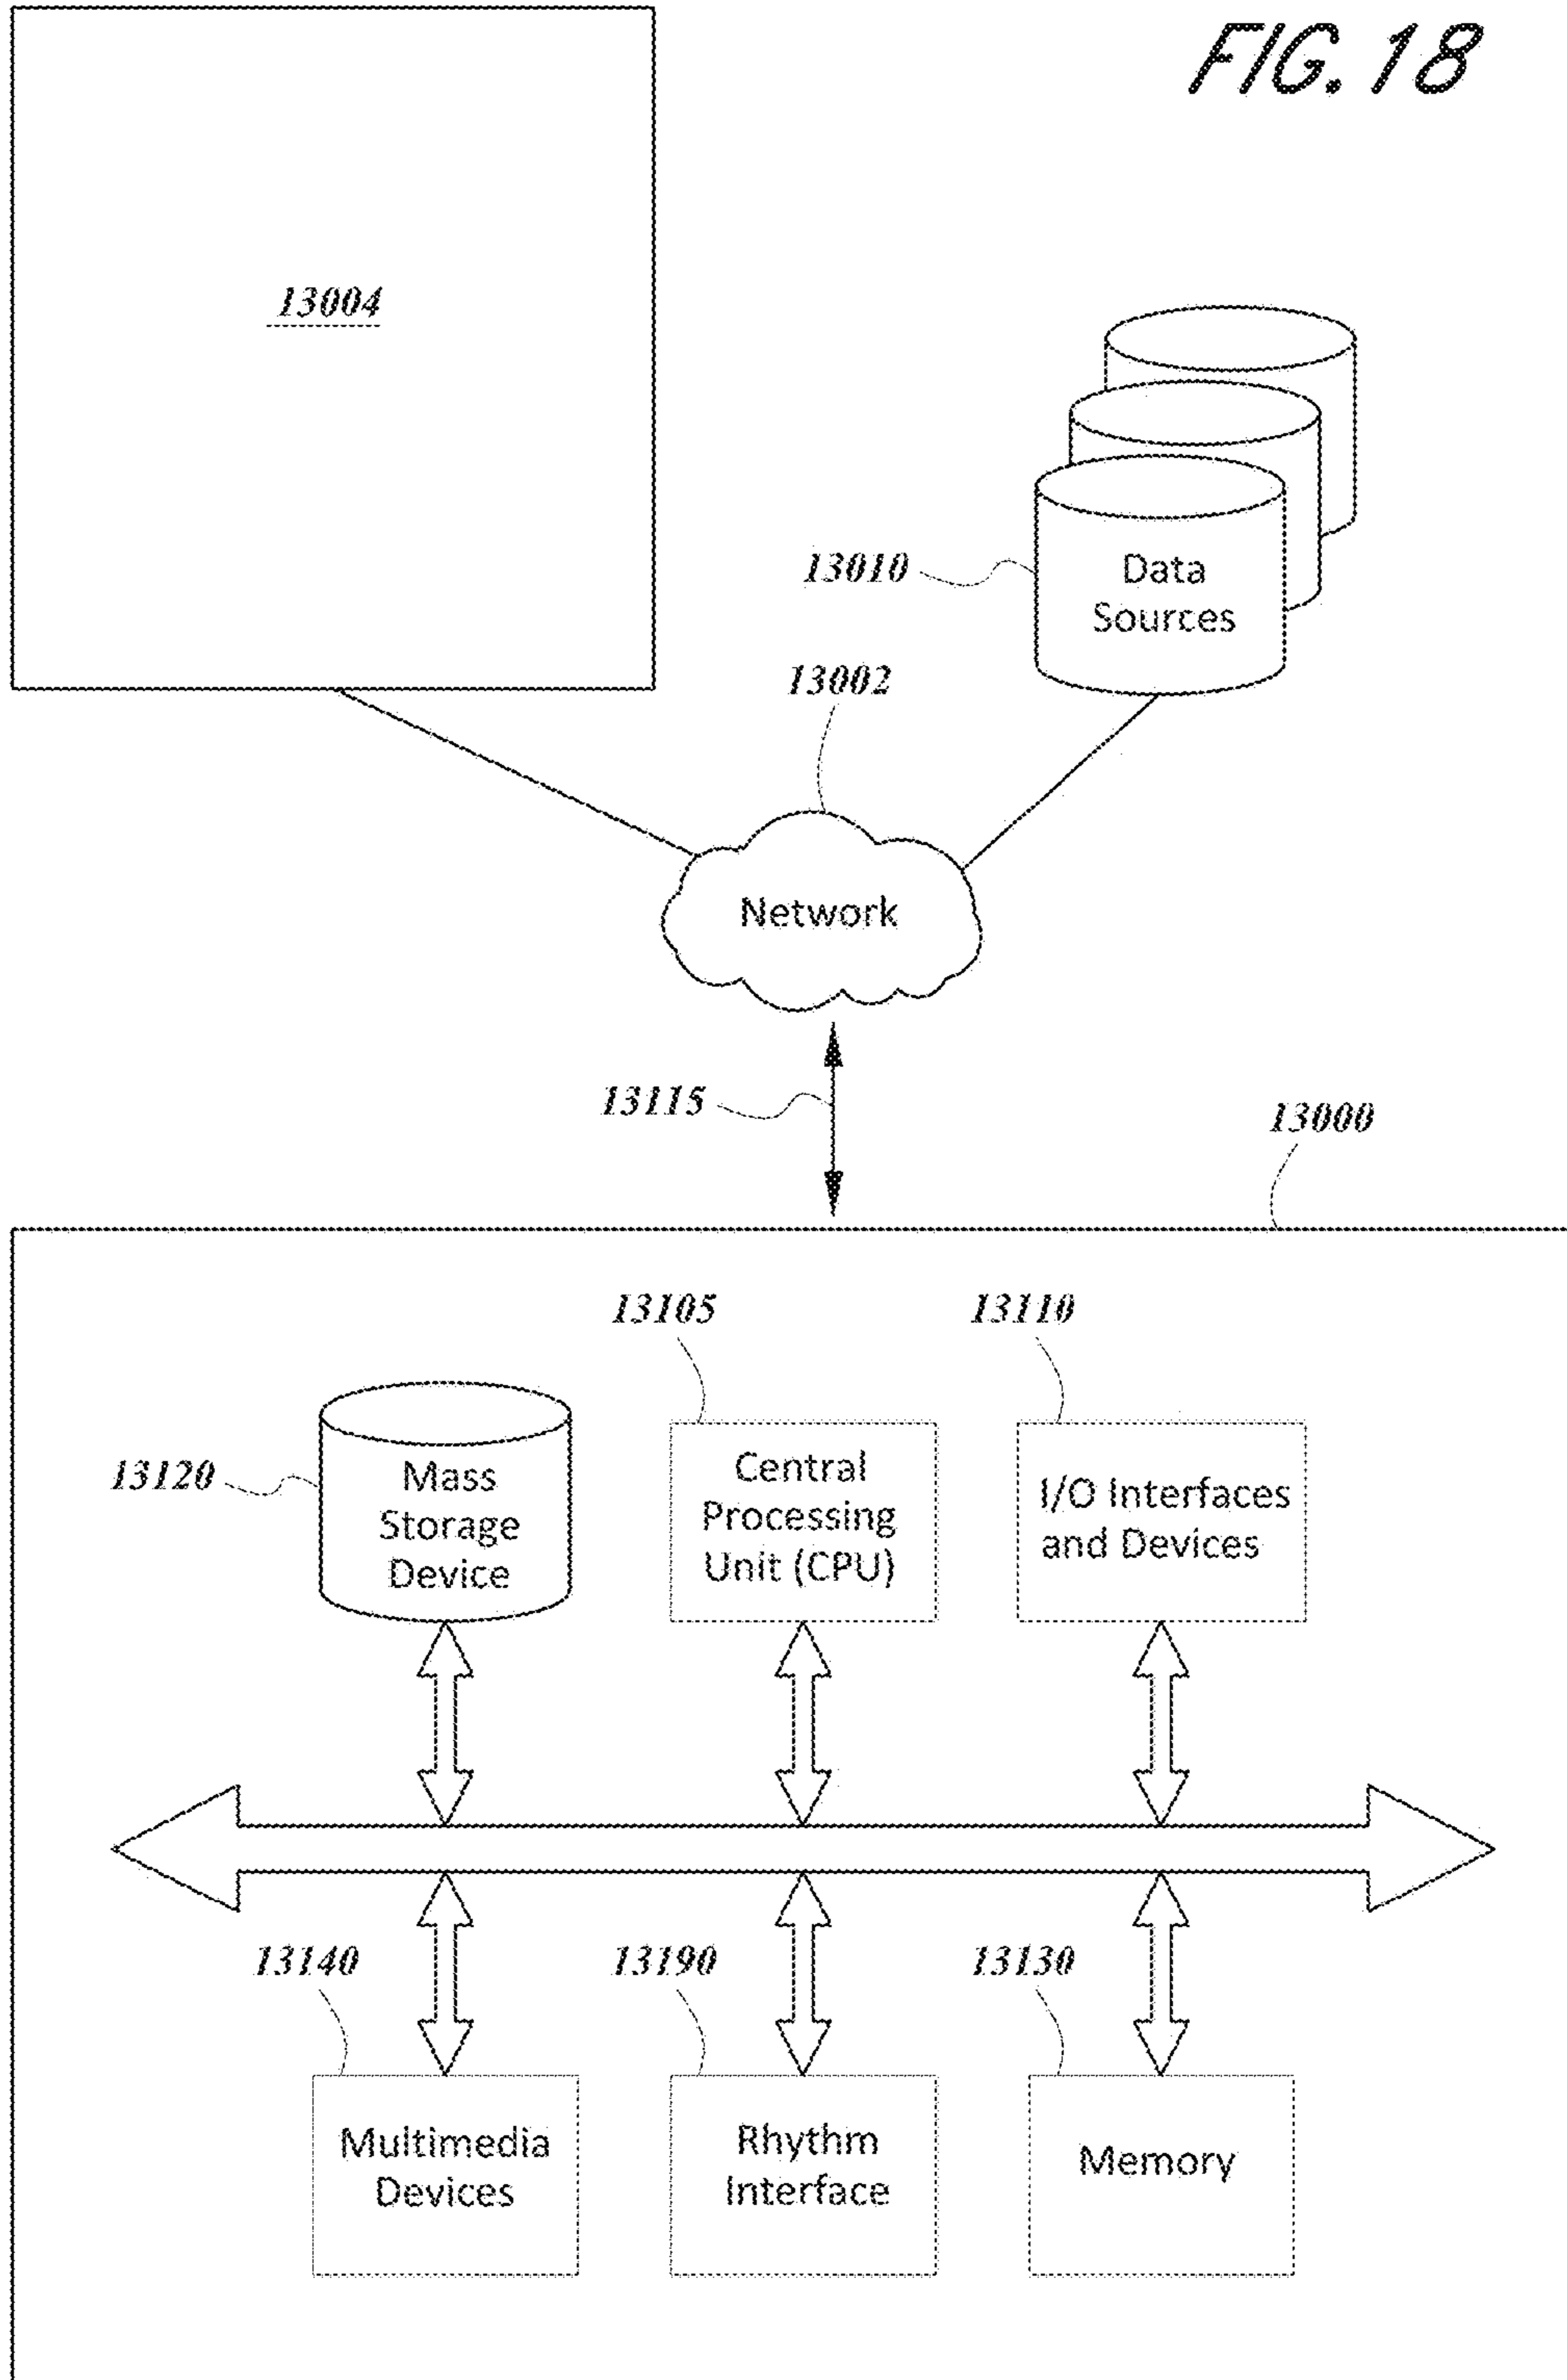 FIG. 18
13004
13010
Data
Sources
13002
Network
13115
13000
13105
13110
13120
Mass
Storage
Device
Central
Processing
Unit (CPU)
I/O Interfaces
and Devices
13140
13190
13130
Multimedia
Devices
Rhythm
Interface
Memory